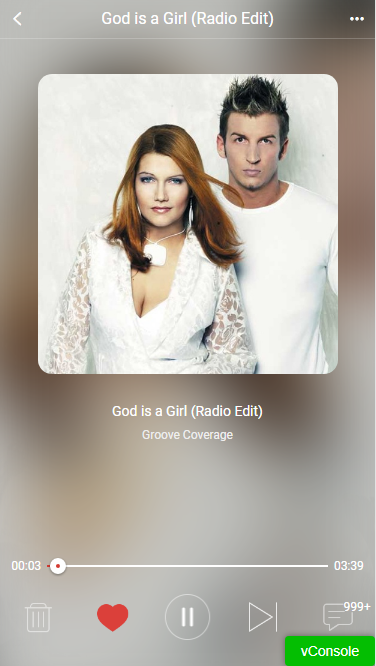 God is a Girl (Radio Edit)
God is a Girl (Radio Edit)
Groove Coverage
00:03
03:39
999+
vConsole